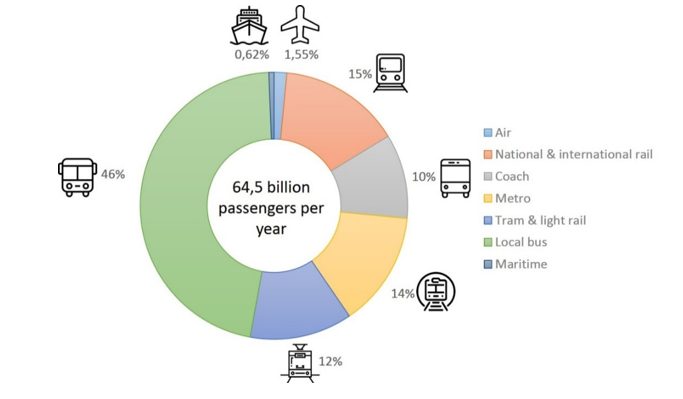 0,62%
1,55%
15%
10%
14%
12%
46%
64,5 billion
passengers per
year
Air
National & international rail
Coach
Metro
Tram & light rail
Local bus
Maritime